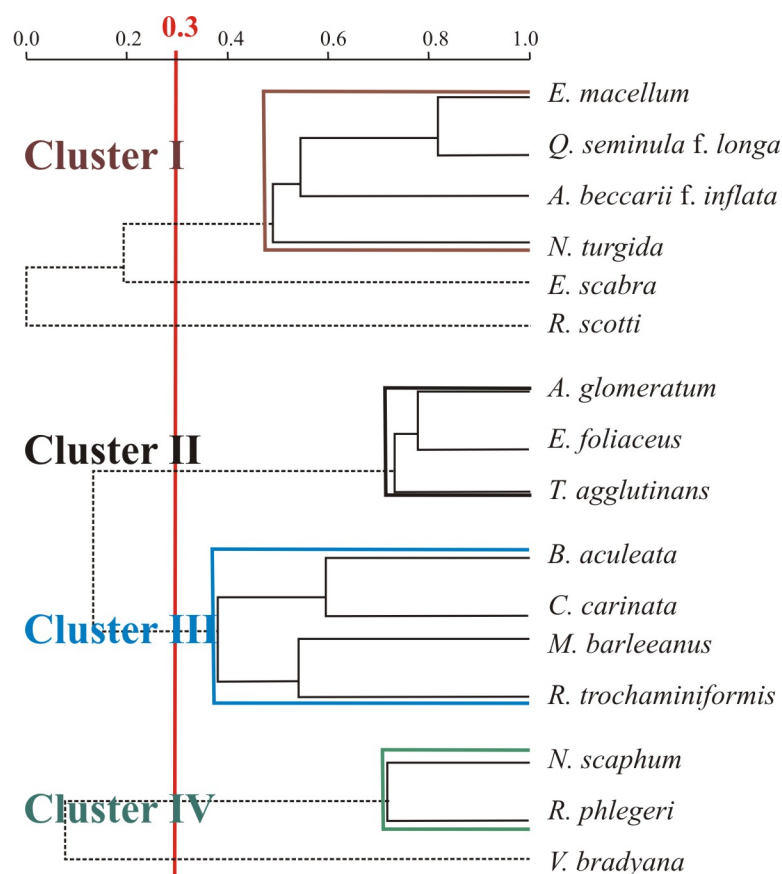 0.3
0.0 0.2 0.4 0.6 0.8 1.0
E. macellum
Cluster I
Q. seminula f. longa
A. beccarii f. inflata
N. turgida
E. scabra
R. scotti
A. glomeratum
E. foliaceus
Cluster II
T. agglutinans
B. aculeata
C. carinata
Cluster III
M. barleeanus
R. trochaminiformis
N. scaphum
Cluster IV
R. phlegeri
V. bradyana